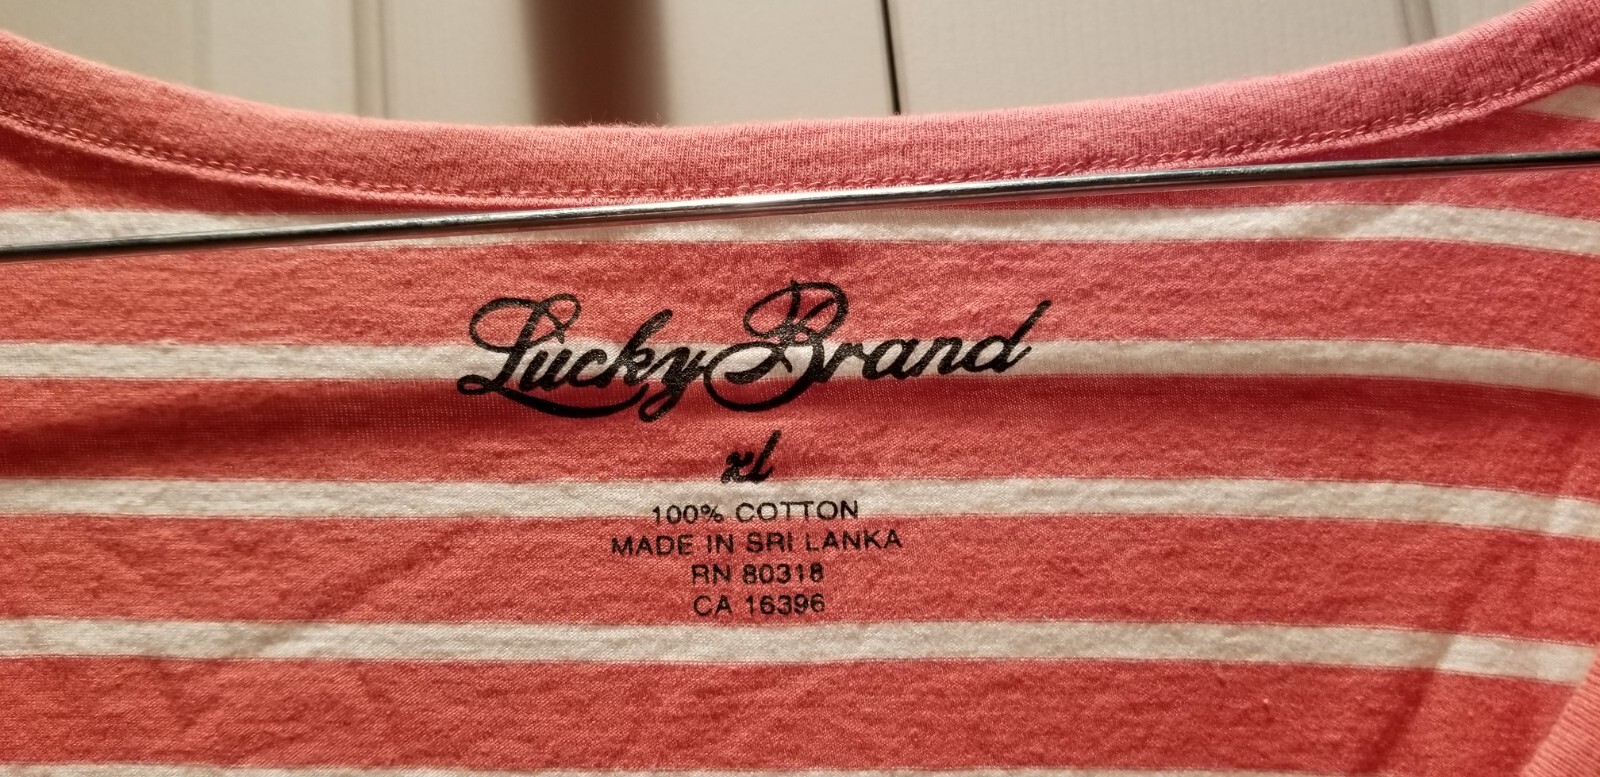 Lucky Brand
xl
100% COTTON
MADE IN SRI LANKA
RN 80318
CA 16396